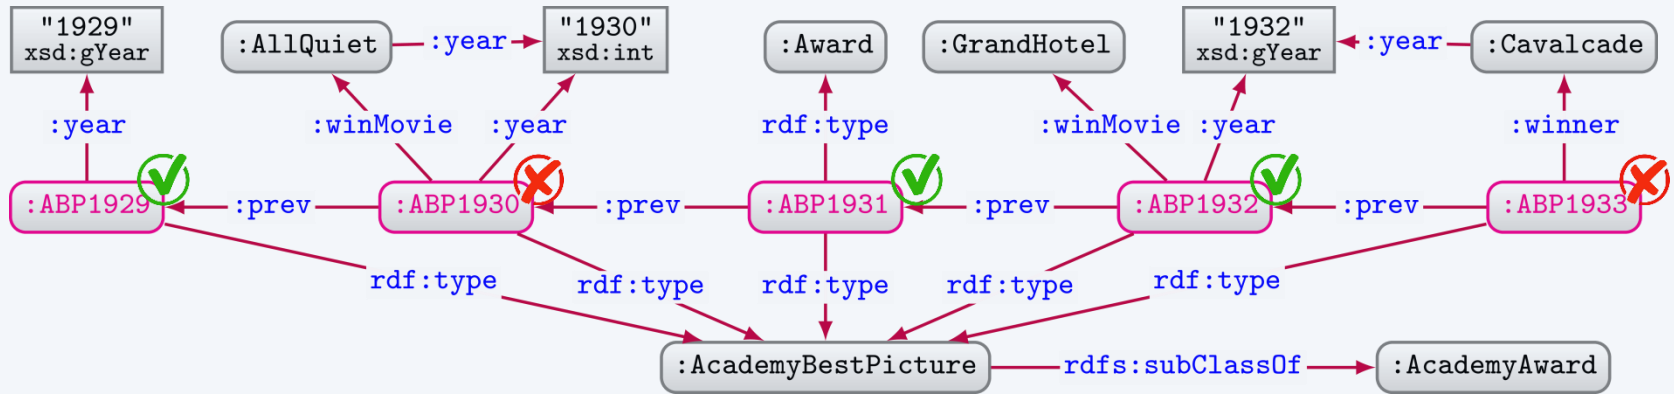 "1929"
xsd:gYear
:AllQuiet
:year
"1930"
xsd:int
:Award
:GrandHotel
"1932"
xsd:gYear
:year
:Cavalcade
:year
:winMovie
:year
rdf:type
:winMovie
:year
:winner
:ABP1929
:prev
:ABP1930
:prev
:ABP1931
:prev
:ABP1932
:prev
:ABP1933
rdf:type
rdf:type
rdf:type
rdf:type
rdf:type
:AcademyBestPicture
rdfs:subClassOf
:AcademyAward